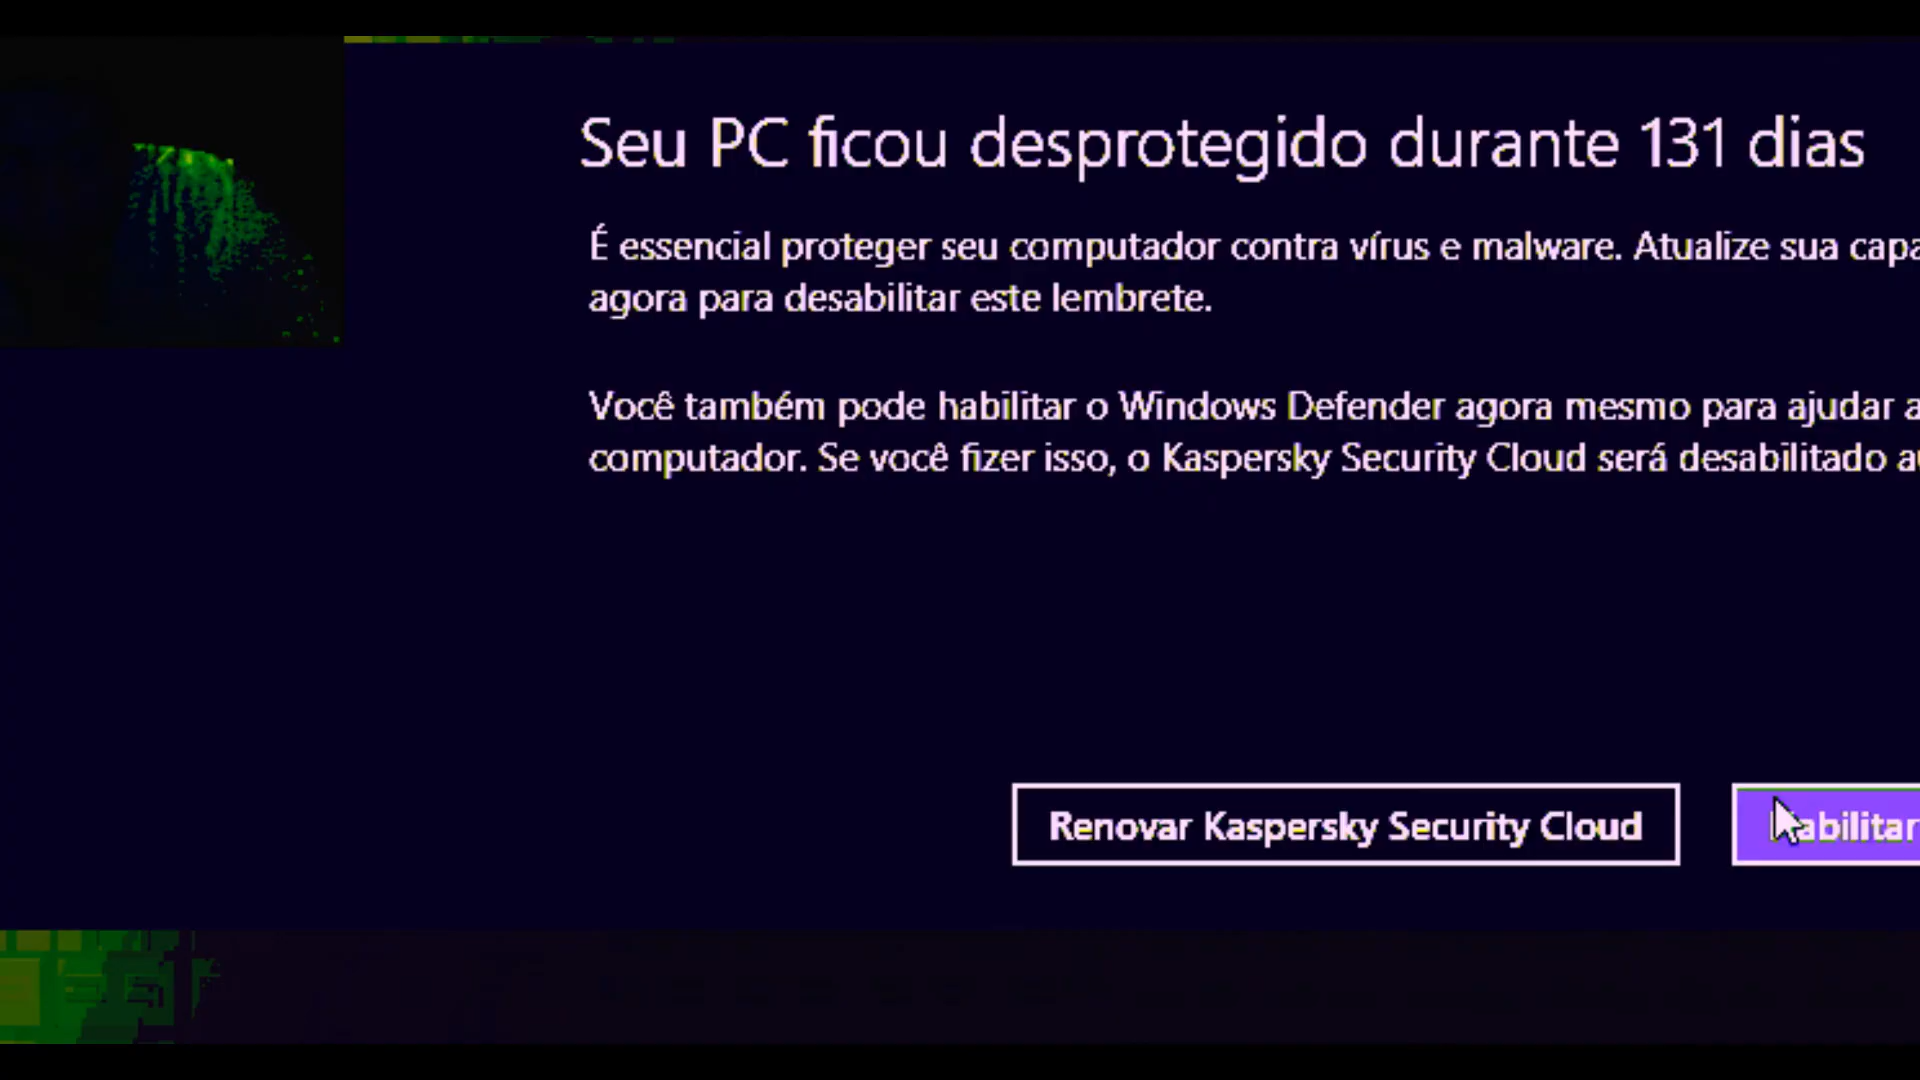 Seu PC ficou desprotegido durante 131 dias
É essencial proteger seu computador contra vírus e malware. Atualize sua
agora para desabilitar este lembrete.
Você também pode habilitar o Windows Defender agora mesmo para ajudar a
computador. Se você fizer isso, o Kaspersky Security Cloud será desabilitado
Renovar Kaspersky Security Cloud